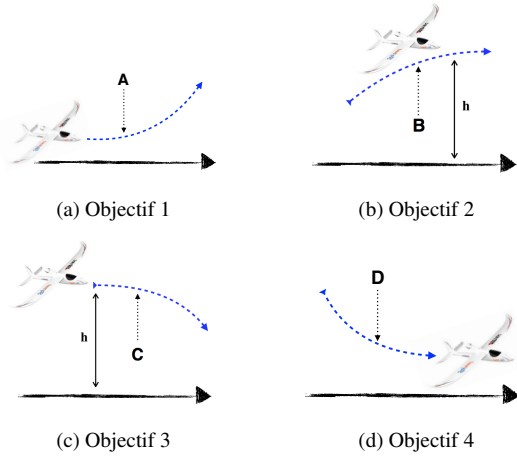 A
(a) Objectif 1
h
B
(b) Objectif 2
h
C
(c) Objectif 3
D
(d) Objectif 4